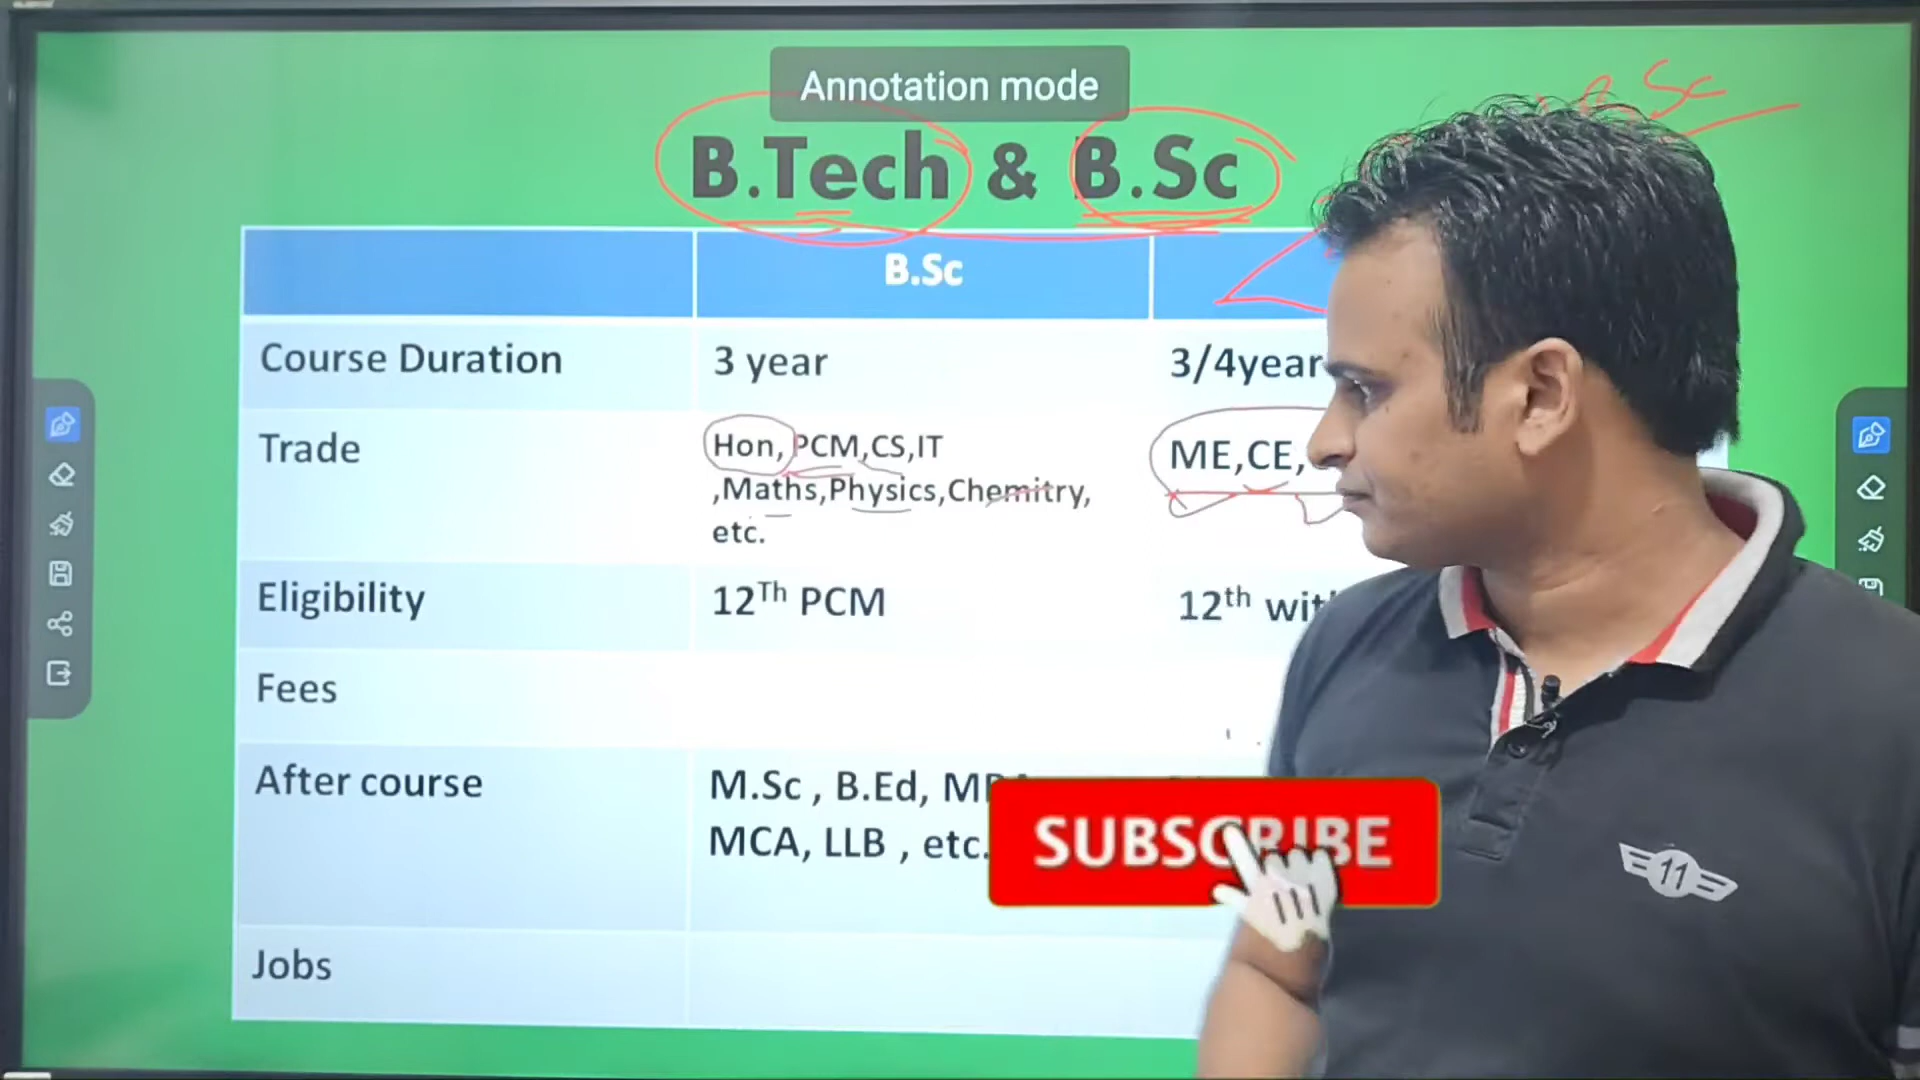 Annotation mode
B.Sc
B.Tech & B.Sc
B.Sc
Course Duration
3 year
3/4year
Trade
Hon, PCM,CS,IT
,Maths,Physics,Chemitry,
etc.
ME,CE,
Eligibility
12Th PCM
12th
Fees
After course
M.Sc , B.Ed,
MCA, LLB , etc.
SUBSCRIBE
11
Jobs